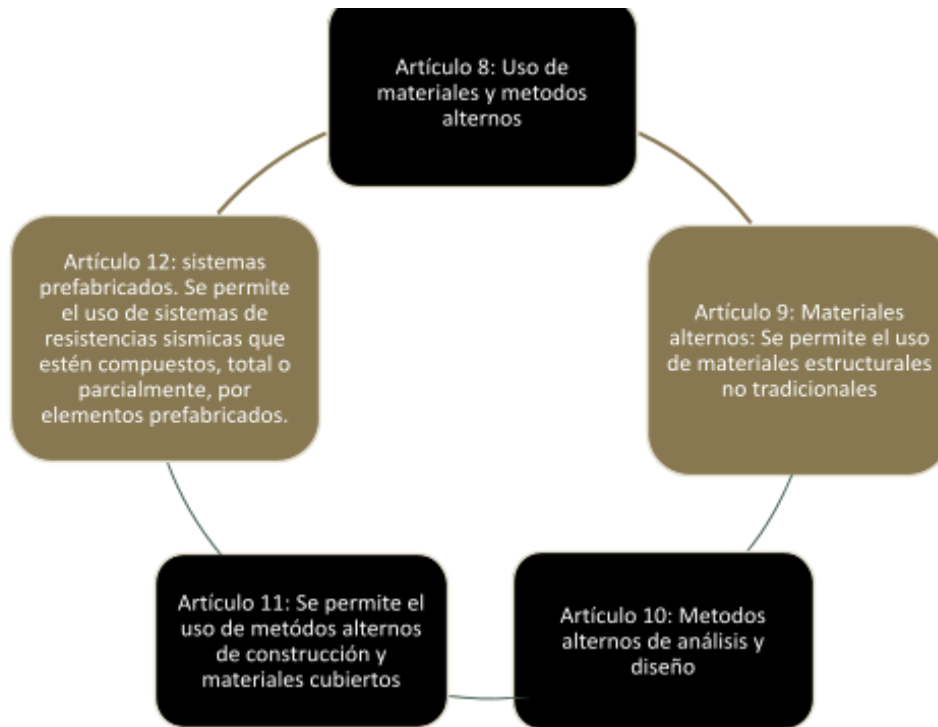 Artículo 8: Uso de
materiales y metodos
alternos
Artículo 9: Materiales
alternos: Se permite el uso
de materiales estructurales
no tradicionales
Artículo 10: Metodos
alternos de análisis y
diseño
Artículo 11: Se permite el
uso de metódos alternos
de construcción y
materiales cubiertos
Artículo 12: sistemas
prefabricados. Se permite
el uso de sistemas de
resistencias sísmicas que
estén compuestos, total o
parcialmente, por
elementos prefabricados.